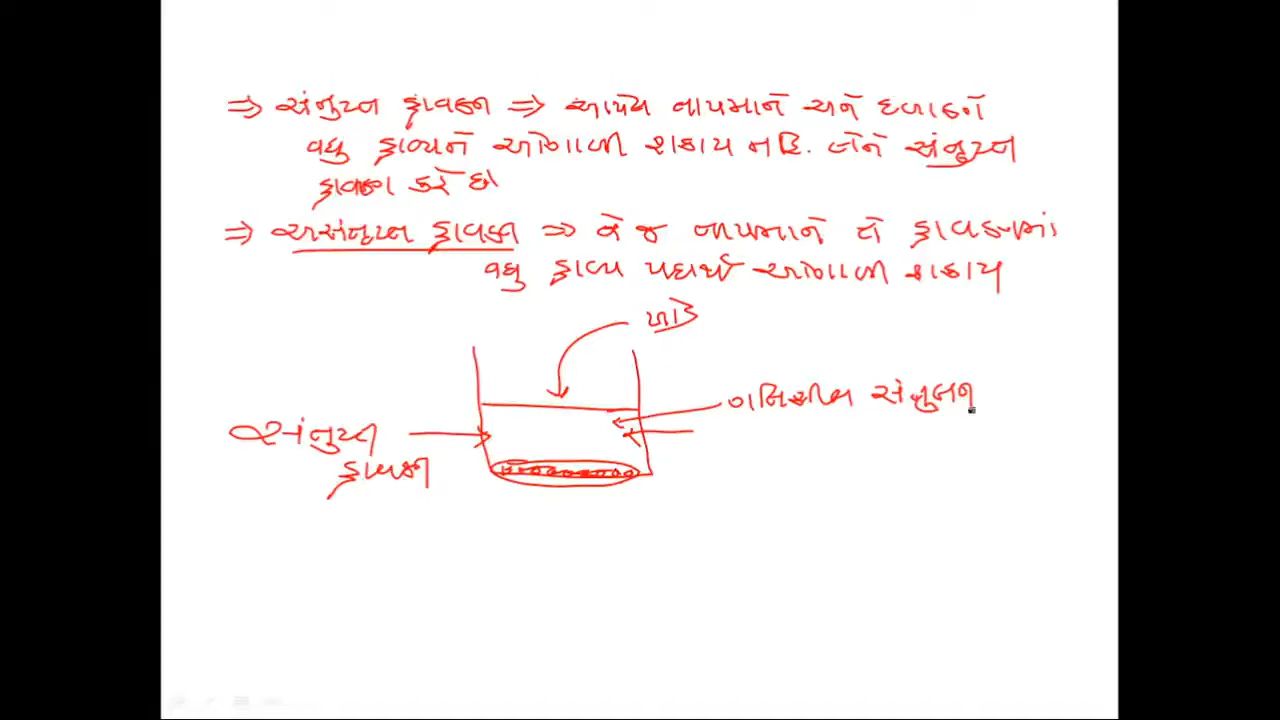 ⇒ સંતૃપ્ત દ્રાવણ ⇒ આપેલ તાપમાને અને દબાણે
વધુ દ્રાવ્યને ઓગાળી શકાય નહિ. જેને સંતૃપ્ત
દ્રાવણ કહે છે
⇒ અસંતૃપ્ત દ્રાવણ ⇒ તે જ તાપમાને તે દ્રાવણમાં
વધુ દ્રાવ્ય પદાર્થ ઓગાળી શકાય
ખાંડ
ગતિશીલ સંતુલન
સંતૃપ્ત
દ્રાવણ